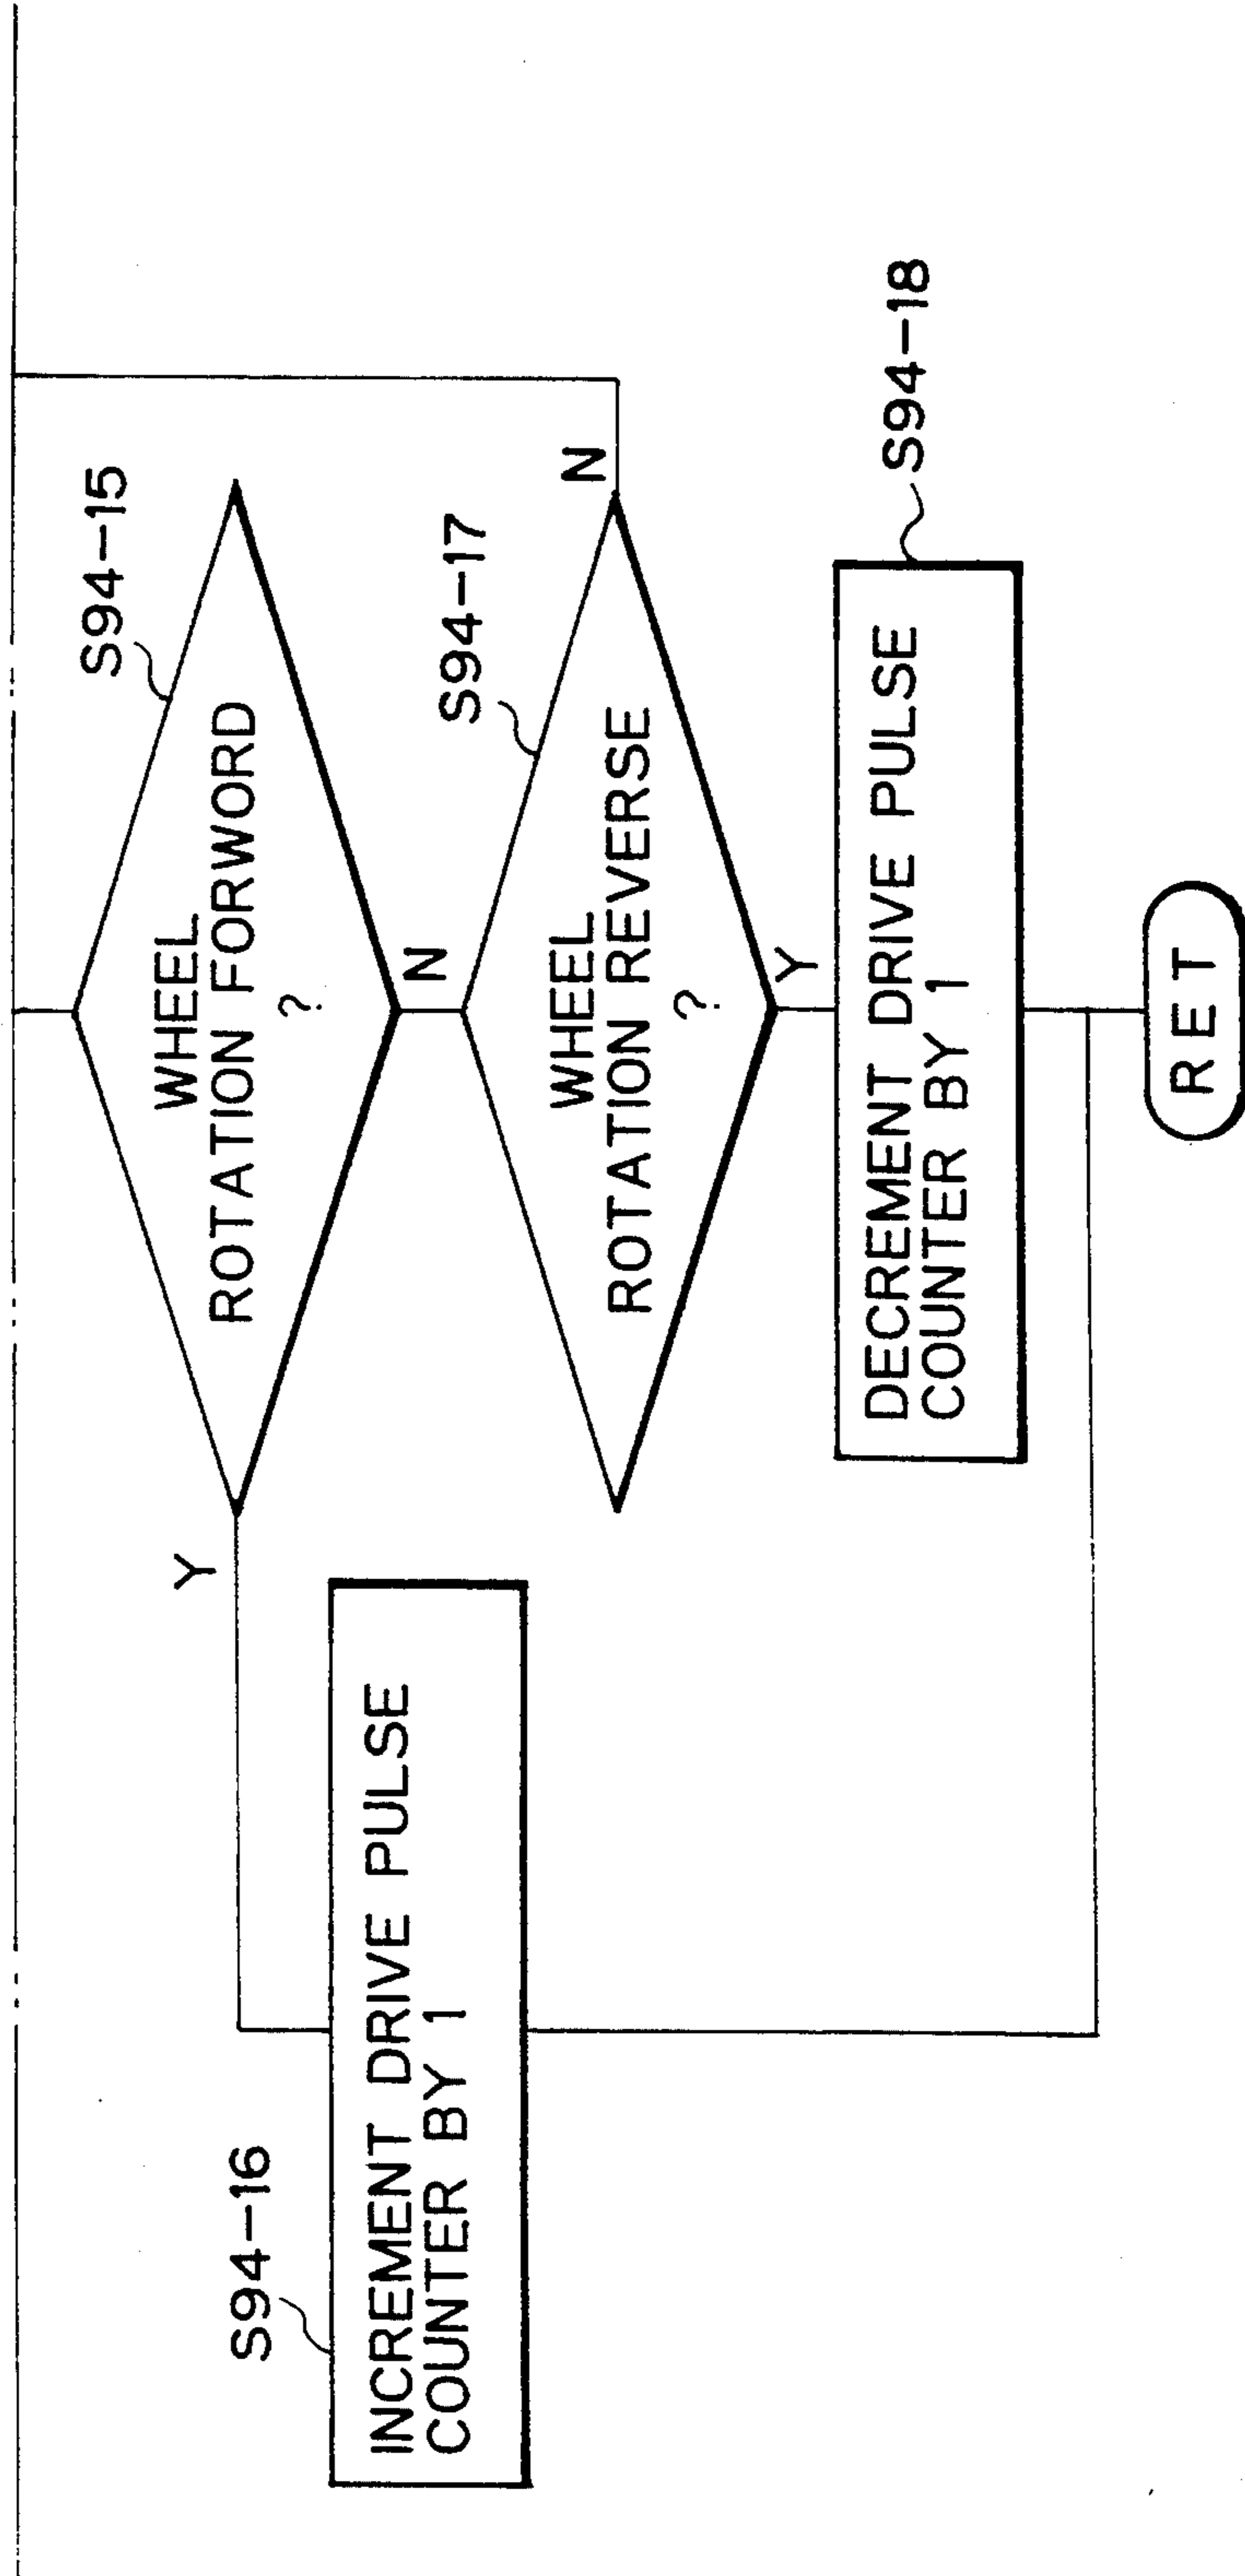 S94-15
WHEEL
ROTATION FORWORD
?
Y
N
S94-16
INCREMENT DRIVE PULSE
COUNTER BY 1
S94-17
WHEEL
ROTATION REVERSE
?
N
Y
S94-18
DECREMENT DRIVE PULSE
COUNTER BY 1
RET